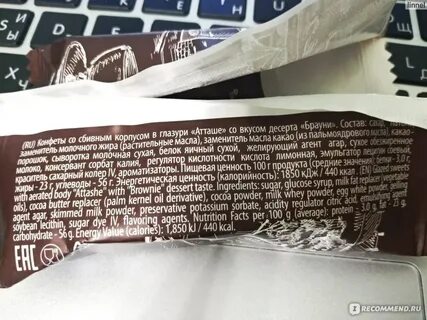 linnel
(RU) Конфеты со сбивным корпусом в глазури «Атташе» со вкусом десерта «Брауни». Состав: сахар,
заменитель молочного жира (растительные масла), заменитель масла какао (из пальмоядрового масла), какао-
порошок, сыворотка молочная сухая, белок яичный сухой, желирующий агент агар, сухое обезжиренное
молоко, консервант сорбат калия, регулятор кислотности кислота лимонная, эмульгатор лецитин соевый,
краситель сахарный колер IV, ароматизаторы. Пищевая ценность 100 г продукта (средние значения): белки - 3,0 г,
жиры - 23 г, углеводы - 56 г. Энергетическая ценность (калорийность): 1850 кДж / 440 ккал. (EN) Glazed sweets
with aerated body "Attashe" with "Brownie" dessert taste. Ingredients: sugar, glucose syrup, milk fat replacer (vegetable
oils), cocoa butter replacer (palm kernel oil derivative), cocoa powder, milk whey powder, egg white powder, gelling
agent agar, skimmed milk powder, preservative potassium sorbate, acidity regulator citric acid, emulsifying
soybean lecithin, sugar dye IV, flavoring agents. Nutrition Facts per 100 g (average): protein
3.0 g, fat - 23 g,
carbohydrate - 56 g. Energy Value (calories): 1,850 kJ / 440 kcal.
EAC
RECOMMEND.RU